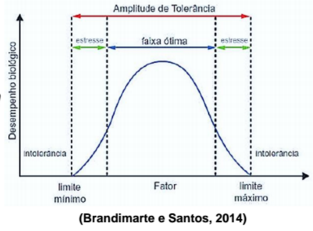 Amplitude de Tolerância
estresse
faixa ótima
estresse
Desempenho biológico
intolerância
intolerância
limite
mínimo
Fator
limite
máximo
(Brandimarte e Santos, 2014)